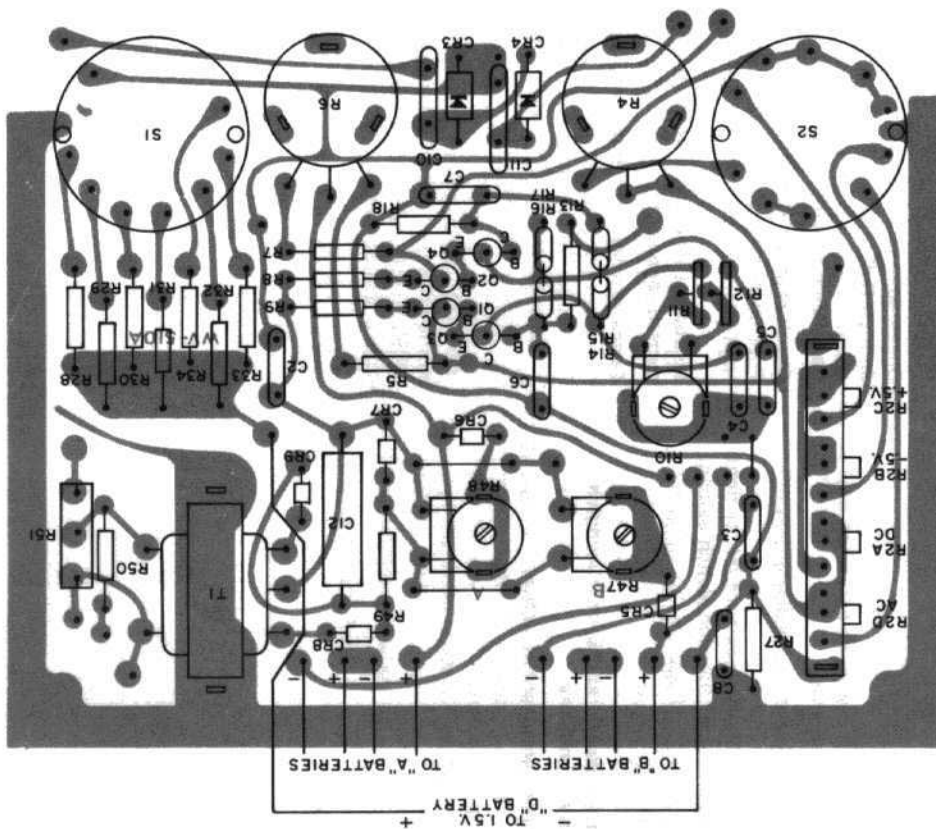 TO 1.5V.
"D" BATTERY
- +
TO "B" BATTERIES
TO "A" BATTERIES
+ - + -
+ - + -
C8
R27
AC
R2D
CR5
R49
CR8
T1
R50
R51
DC
R2A
C3
B
R47
A
R48
C12
CR9
-.5V
R2B
R10
CR6
CR7
+.5V
R2C
C4
C5
C6
R5
C2
R33
R34
R30
R28
WV-510A
R14
R15
B
E
C
Q3
Q1
B
C
E
R9
R12
R11
Q2
B
C
E
R8
Q4
B
E
C
R7
R32
R31
R29
R13
R16
R17
R18
C7
C11
C10
S2
R4
R6
S1
CR4
CR3